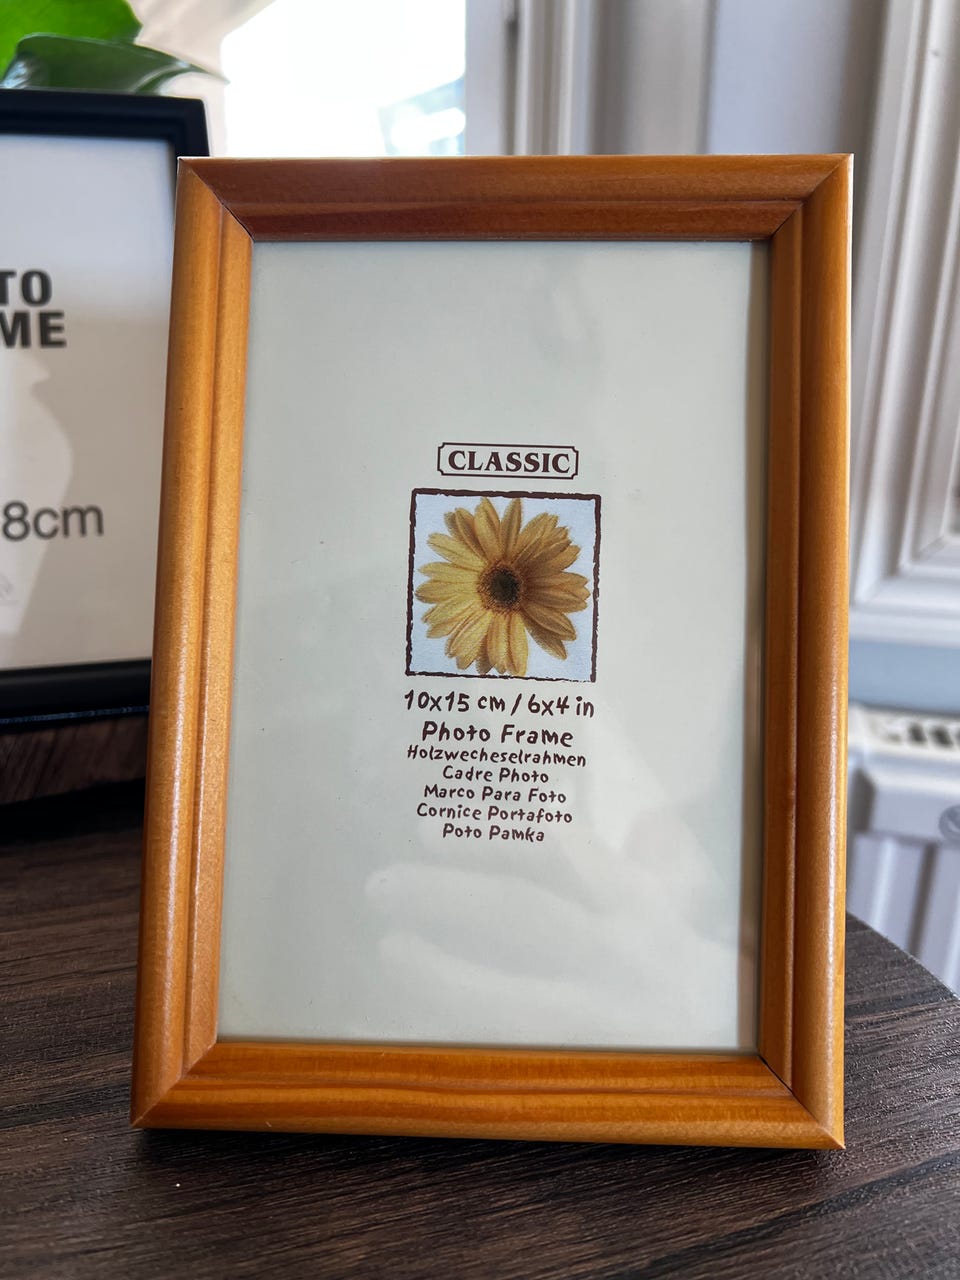 TO
ME
8cm
CLASSIC
10x15 cm / 6x4 in
Photo Frame
Holzwecheselrahmen
Cadre Photo
Marco Para Foto
Cornice Portafoto
Poto Pamka